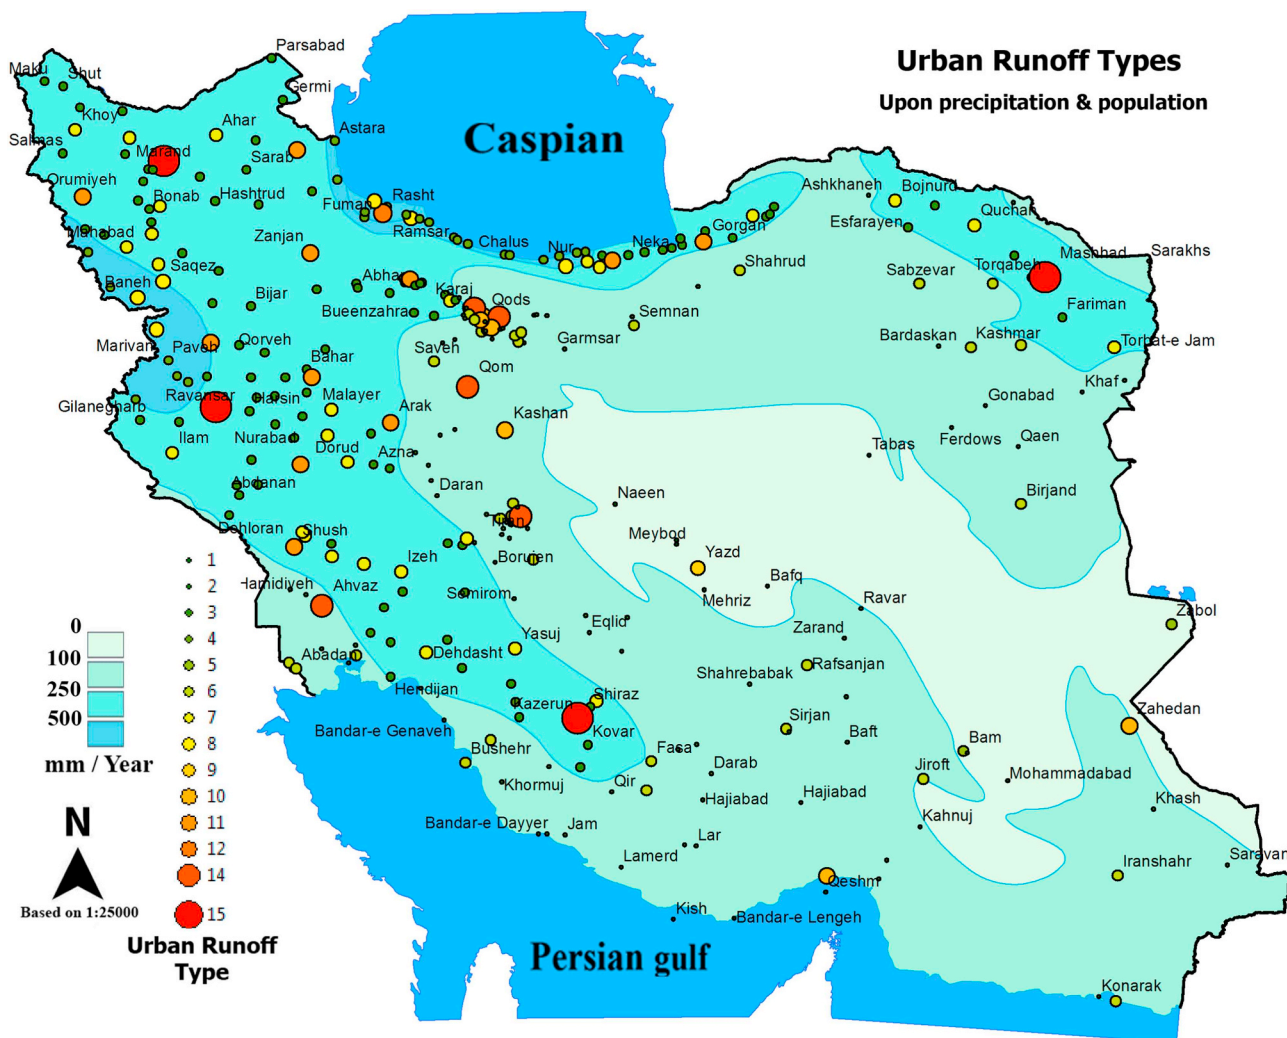 Urban Runoff Types
Upon precipitation & population
Caspian
Persian gulf
Parsabad
Maku
Shut
Germi
Khoy
Ahar
Astara
Salmas
Marand
Sarab
Orumiyeh
Bonab
Hashtrud
Fuman
Rasht
Ashkhaneh
Bojnurd
Mahabad
Ramsar
Esfarayen
Quchan
Zanjan
Chalus
Nur
Neka
Gorgan
Mashhad
Sarakhs
Saqez
Abhar
Shahrud
Torqabeh
Baneh
Karaj
Sabzevar
Bijar
Bueenzahra
Qods
Semnan
Fariman
Marivan
Paveh
Qorveh
Garmsar
Bardaskan
Kashmar
Torbat-e Jam
Bahar
Saveh
Qom
Khaf
Gilanegharb
Ravansar
Harsin
Malayer
Gonabad
Arak
Kashan
Ilam
Nurabad
Dorud
Azna
Tabas
Ferdows
Qaen
Abdanan
Daran
Naeen
Birjand
Dehloran
Shush
Tiran
Meybod
Izeh
Borujen
Yazd
Hamidiyeh
Ahvaz
Semirom
Mehriz
Bafq
Ravar
Zabol
Eqlid
Zarand
Abadan
Dehdasht
Yasuj
Shahrebabak
Rafsanjan
Hendijan
Kazerun
Shiraz
Bandar-e Genaveh
Kovar
Sirjan
Baft
Zahedan
Bushehr
Fasa
Bam
Khormuj
Qir
Darab
Jiroft
Mohammadabad
Hajiabad
Hajiabad
Khash
Bandar-e Dayyer
Jam
Kahnuj
Lar
Lamerd
Iranshahr
Saravan
Qeshm
Kish
Bandar-e Lengeh
Konarak
0
100
250
500
mm / Year
N
Based on 1:25000
1
2
3
4
5
6
7
8
9
10
11
12
14
15
Urban Runoff
Type